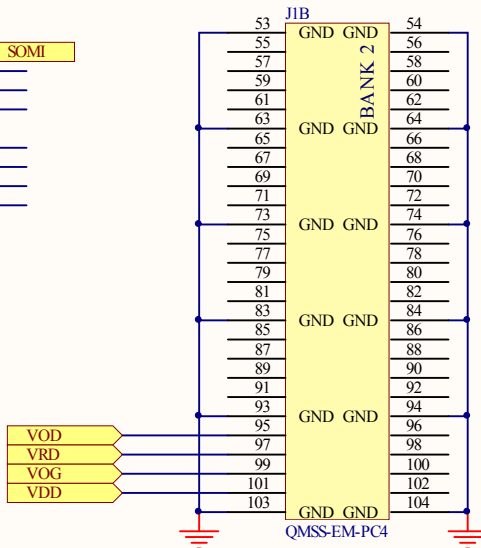 J1B
53 GND GND 54
55 56
SOMI
57 58
59 60
61 62
BANK 2
63 GND GND 64
65 66
67 68
69 70
71 72
73 GND GND 74
75 76
77 78
79 80
81 82
83 GND GND 84
85 86
87 88
89 90
91 92
93 GND GND 94
VOD 95 96
VRD 97 98
VOG 99 100
VDD 101 102
103 GND GND 104
QMSS-EM-PC4